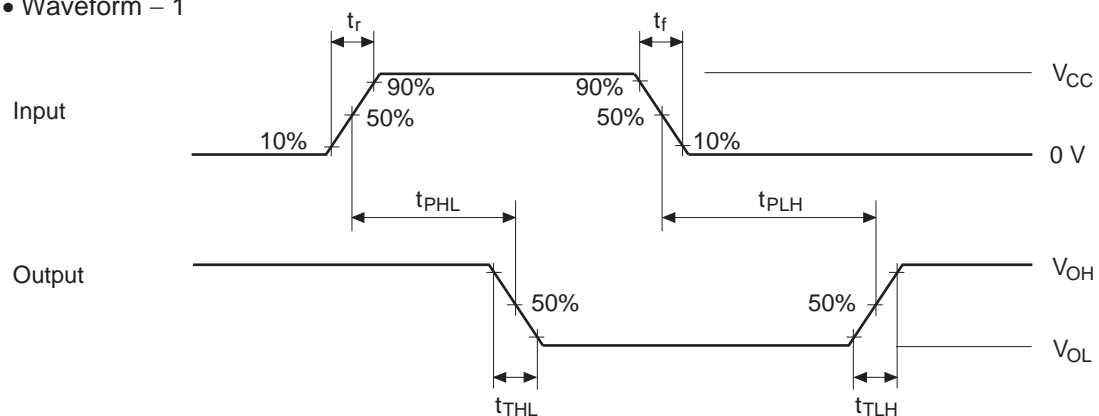 • Waveform – 1
tr
tf
VCC
90%
90%
Input
50%
50%
10%
10%
0 V
tPHL
tPLH
Output
VOH
50%
50%
VOL
tTHL
tTLH